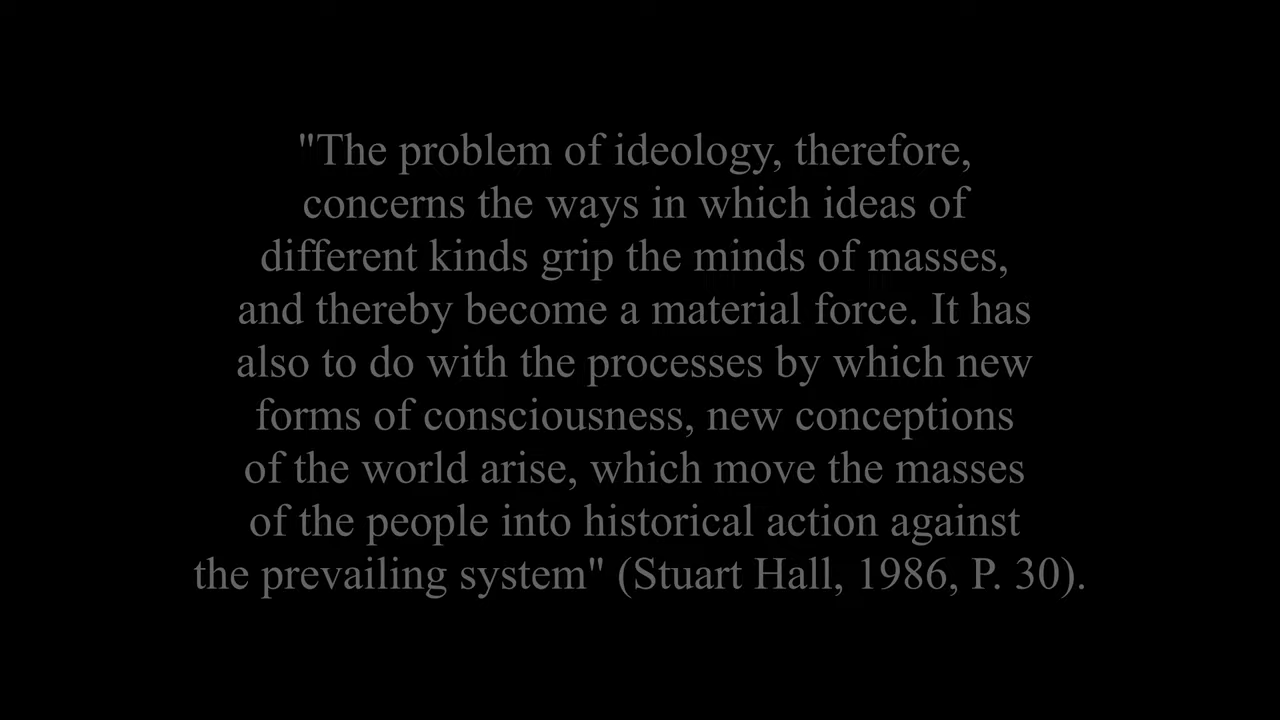 "The problem of ideology, therefore,
concerns the ways in which ideas of
different kinds grip the minds of masses,
and thereby become a material force. It has
also to do with the processes by which new
forms of consciousness, new conceptions
of the world arise, which move the masses
of the people into historical action against
the prevailing system" (Stuart Hall, 1986, P. 30).